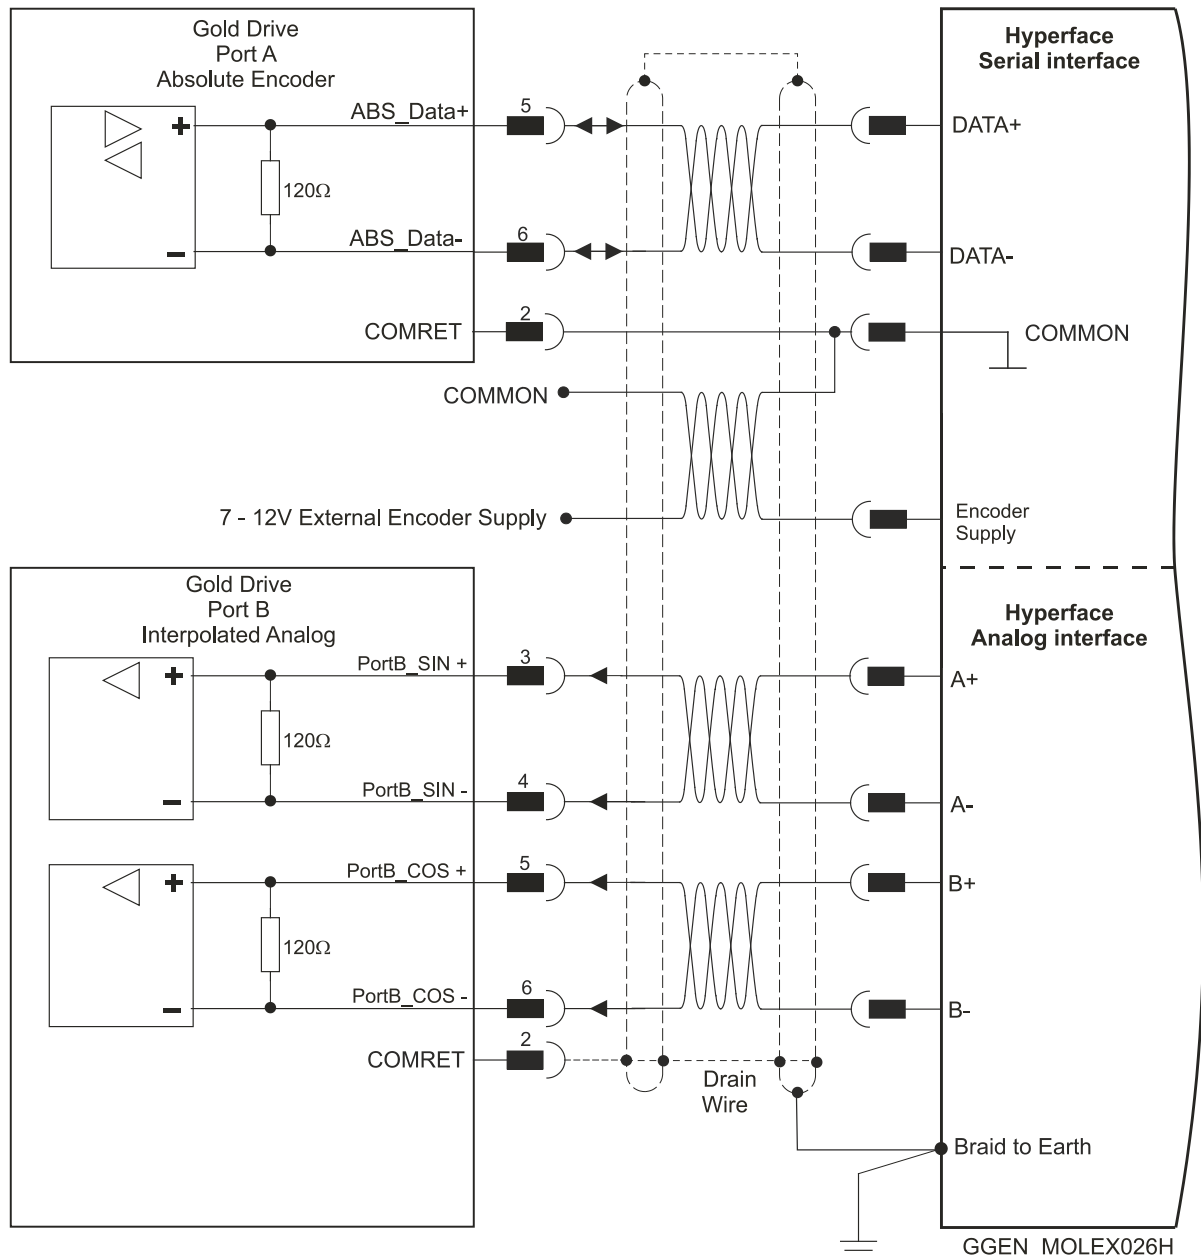 Gold Drive
Port A
Absolute Encoder
Hyperface
Serial interface
+
ABS_Data+
5
DATA+
120Ω
-
ABS_Data-
6
DATA-
COMRET
2
COMMON
COMMON
7 - 12V External Encoder Supply
Encoder
Supply
Gold Drive
Port B
Interpolated Analog
Hyperface
Analog interface
+
PortB_SIN +
3
A+
120Ω
-
PortB_SIN -
4
A-
+
PortB_COS +
5
B+
120Ω
-
PortB_COS -
6
B-
COMRET
2
Drain
Wire
Braid to Earth
GGEN_MOLEX026H